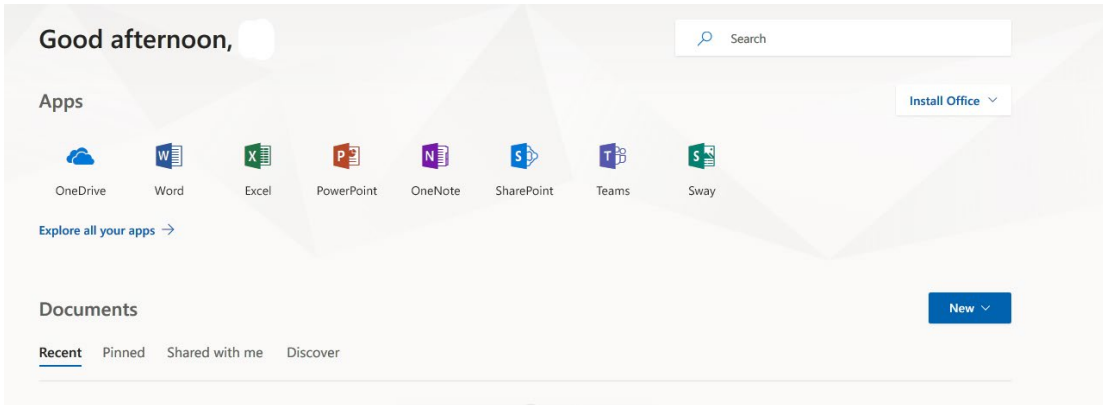 Good afternoon,
Search
Apps
Install Office
OneDrive Word Excel PowerPoint OneNote SharePoint Teams Sway
Explore all your apps →
Documents
New
Recent Pinned Shared with me Discover